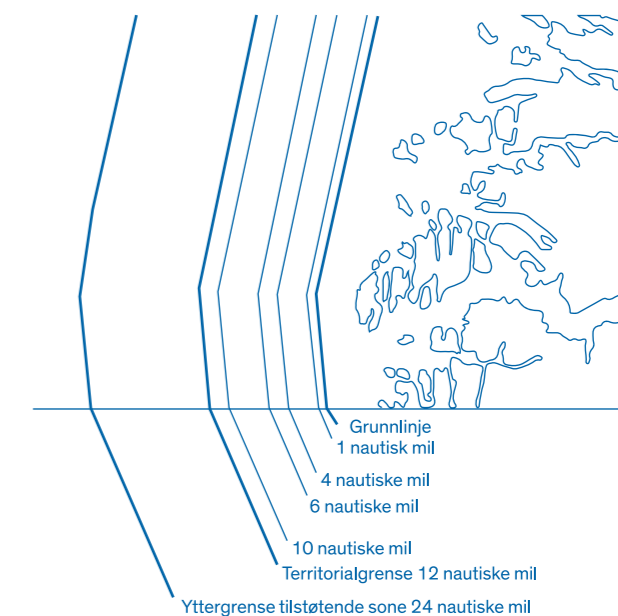 Grunnlinje
1 nautisk mil
4 nautiske mil
6 nautiske mil
10 nautiske mil
Territorialgrense 12 nautiske mil
Yttergrense tilstøtende sone 24 nautiske mil